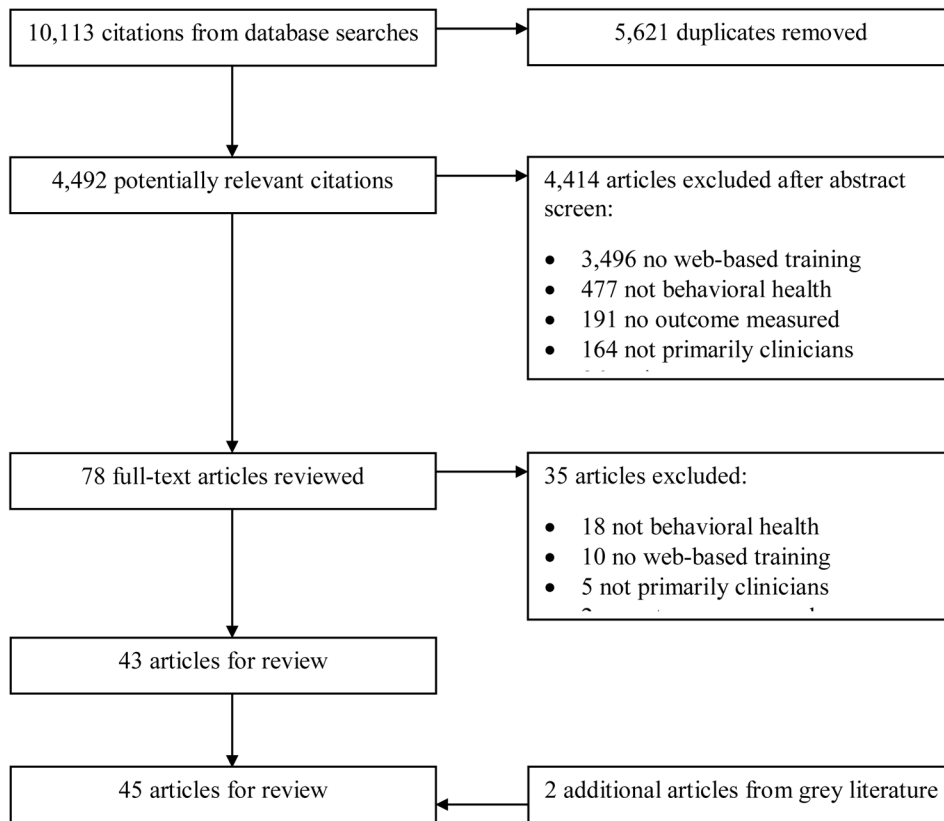 10,113 citations from database searches
5,621 duplicates removed
4,492 potentially relevant citations
4,414 articles excluded after abstract
screen:
• 3,496 no web-based training
• 477 not behavioral health
• 191 no outcome measured
• 164 not primarily clinicians
78 full-text articles reviewed
35 articles excluded:
• 18 not behavioral health
• 10 no web-based training
• 5 not primarily clinicians
43 articles for review
45 articles for review
2 additional articles from grey literature